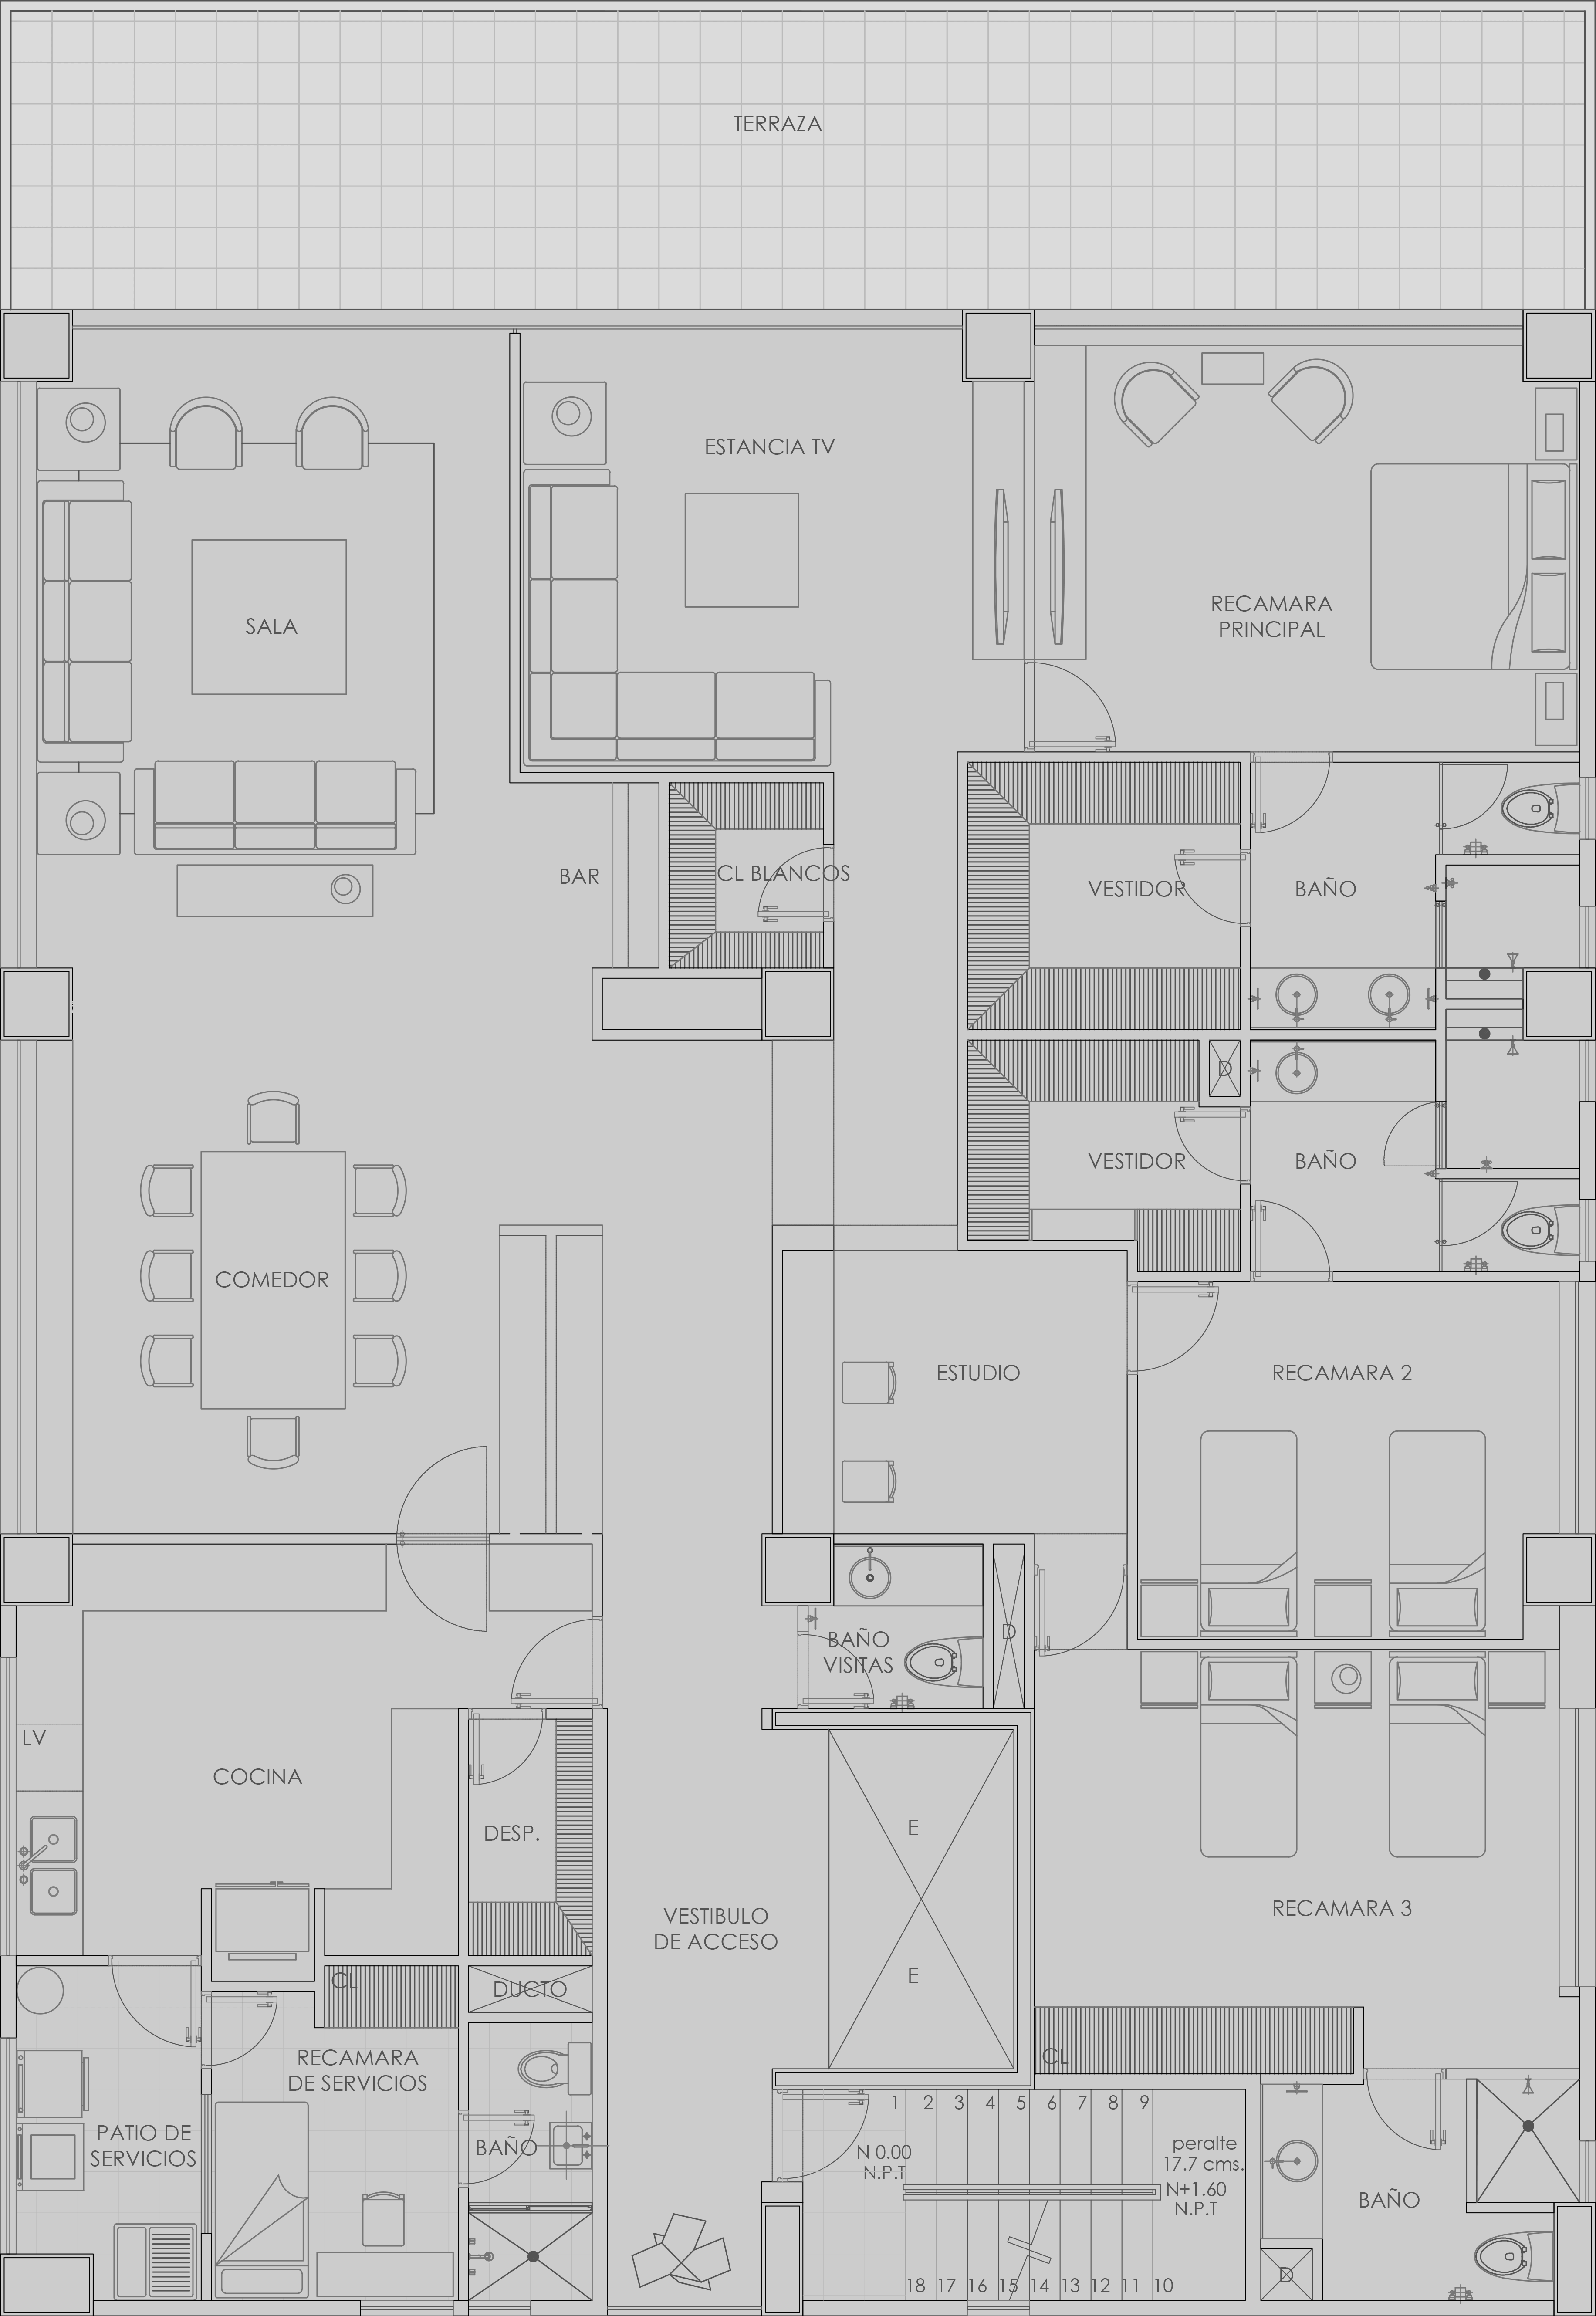 TERRAZA
ESTANCIA TV
RECAMARA
PRINCIPAL
SALA
BAR
CL BLANCOS
VESTIDOR
BAÑO
D
VESTIDOR
BAÑO
COMEDOR
ESTUDIO
RECAMARA 2
BAÑO
VISITAS
D
LV
COCINA
DESP.
E
VESTIBULO
DE ACCESO
RECAMARA 3
E
CL
DUCTO
RECAMARA
DE SERVICIOS
CL
PATIO DE
SERVICIOS
BAÑO
1 2 3 4 5 6 7 8 9
N 0.00
N.P.T
peralte
17.7 cms.
N+1.60
N.P.T
BAÑO
D
18 17 16 15 14 13 12 11 10